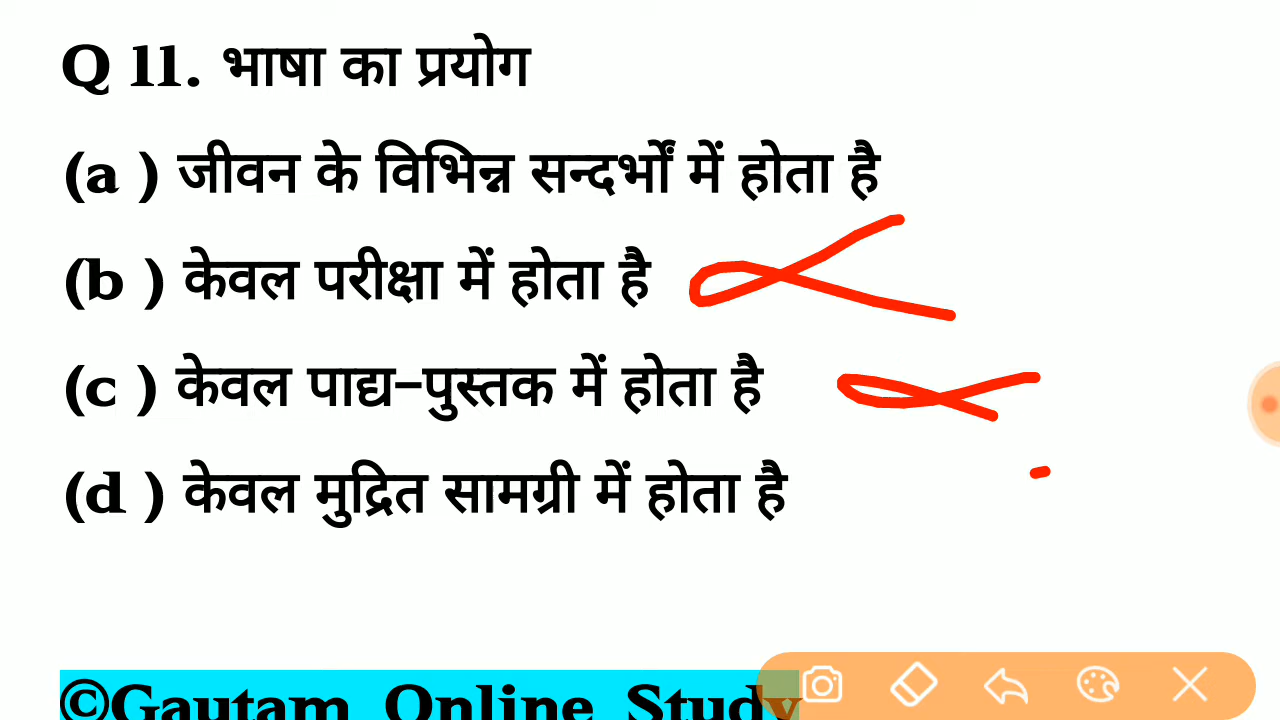 Q 11. भाषा का प्रयोग
(a ) जीवन के विभिन्न सन्दर्भों में होता है
(b ) केवल परीक्षा में होता है
(c ) केवल पाद्य-पुस्तक में होता है
(d ) केवल मुद्रित सामग्री में होता है
©Gautam Online Study